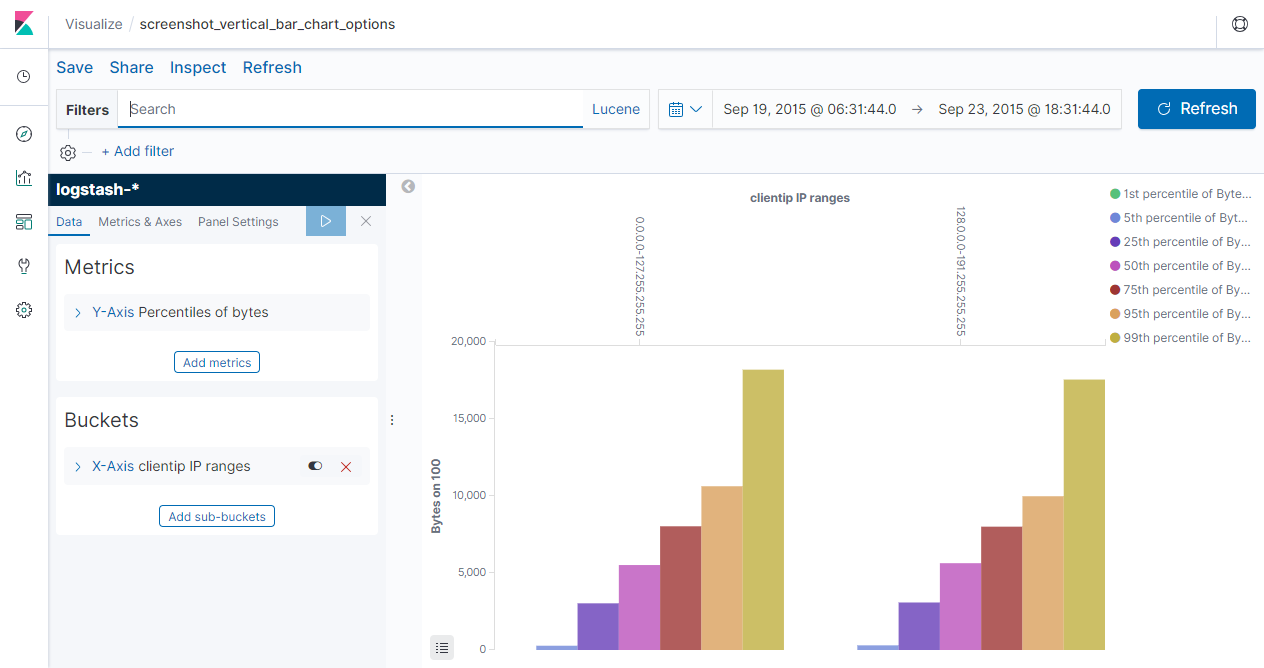 Visualize / screenshot_vertical_bar_chart_options
Save Share Inspect Refresh
Filters Search Lucene Sep 19, 2015 @ 06:31:44.0 → Sep 23, 2015 @ 18:31:44.0 Refresh
+ Add filter
logstash-*
Data Metrics & Axes Panel Settings
Metrics
Y-Axis Percentiles of bytes
Add metrics
Buckets
X-Axis clientip IP ranges
Add sub-buckets
clientip IP ranges
0.0.0.0-127.255.255.255
128.0.0.0-191.255.255.255
Bytes on 100
20,000
15,000
10,000
5,000
0
1st percentile of Byte...
5th percentile of Byt...
25th percentile of By...
50th percentile of By...
75th percentile of By...
95th percentile of By...
99th percentile of By...